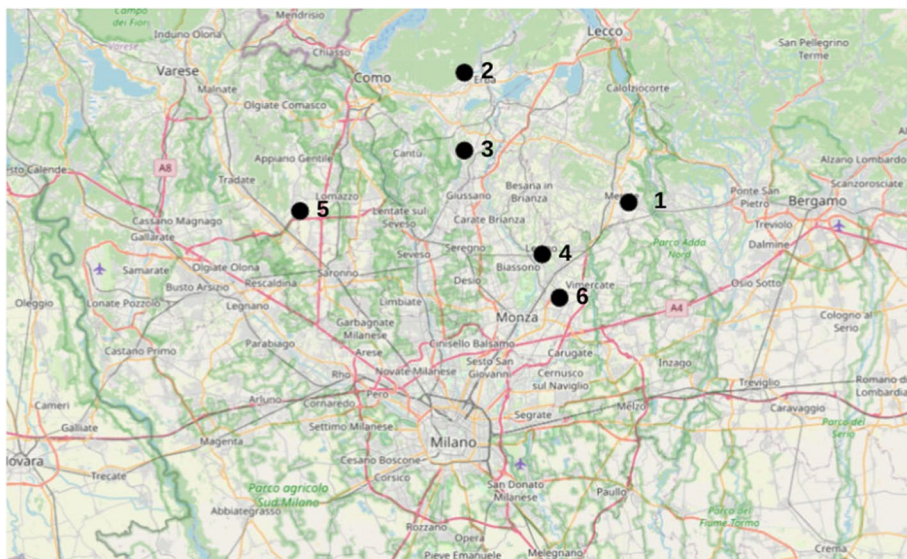 Campo
dei Fiori
Mendrisio
Induno Olona
Chiasso
Lecco
San Pellegrino
Terme
Varese
Varese
Malnate
Como
2
Erba
Calolziocorte
Olgiate Comasco
3
Appiano Gentile
Cantù
A8
Alzano Lombardo
Scanzorosciate
Tradate
Lomazzo
Giussano
Besana in
Brianza
1
Ponte San
Pietro
Bergamo
5
Lentate sul
Seveso
Carate Brianza
Treviolo
Cassano Magnago
Gallarate
Dalmine
Seregno
4
Parco Adda
Nord
Seveso
Biassono
Samarate
Olgiate Olona
Saronno
Rescaldina
Desio
Osio Sotto
Busto Arsizio
Vimercate
6
Oleggio
Lonate Pozzolo
Legnano
Limbiate
Monza
A4
Cologno al
Serio
Garbagnate
Milanese
Parabiago
Cinisello Balsamo
Castano Primo
Arese
Carugate
Sesto San
Giovanni
Inzago
Rho
Novate Milanese
Cernusco
sul Naviglio
Treviglio
Romano di
Lombardia
Pero
Cameri
Arluno
Cornaredo
Melzo
Caravaggio
Segrate
Galliate
Settimo Milanese
Magenta
Milano
Parco del
Serio
Cesano Boscone
Trecate
Corsico
San Donato
Milanese
Parco agricolo
Sud Milano
Paullo
Abbiategrasso
Rozzano
Parco del
Fiume Tormo
Opera
Melegnano
Crema
Pieve Emanuele